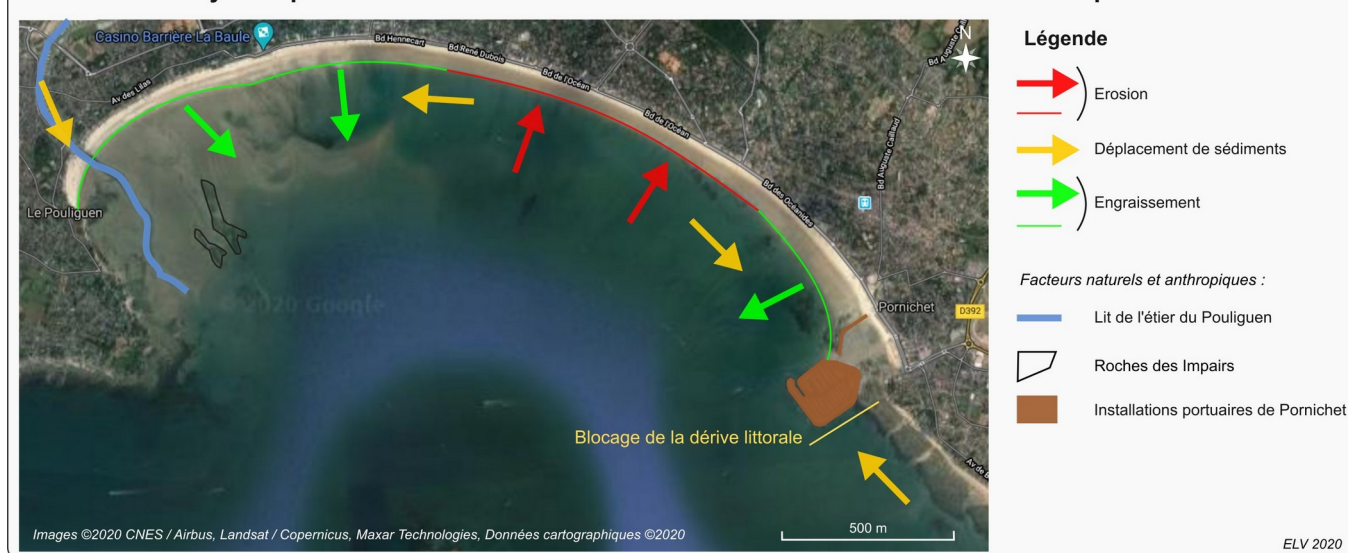 Casino Barrière La Baule
Bd Hennecart
Bd René Dubois
Bd de l'Océan
Bd de l'Océan
Bd des Océanides
Bd Auguste Caillaud
Av des Lilas
Le Pouliguen
© 2020 Google
Pornichet
D392
Blocage de la dérive littorale
500 m
N
Images ©2020 CNES / Airbus, Landsat / Copernicus, Maxar Technologies, Données cartographiques ©2020
Légende
Erosion
Déplacement de sédiments
Engraissement
Facteurs naturels et anthropiques :
Lit de l'étier du Pouliguen
Roches des Impairs
Installations portuaires de Pornichet
ELV 2020